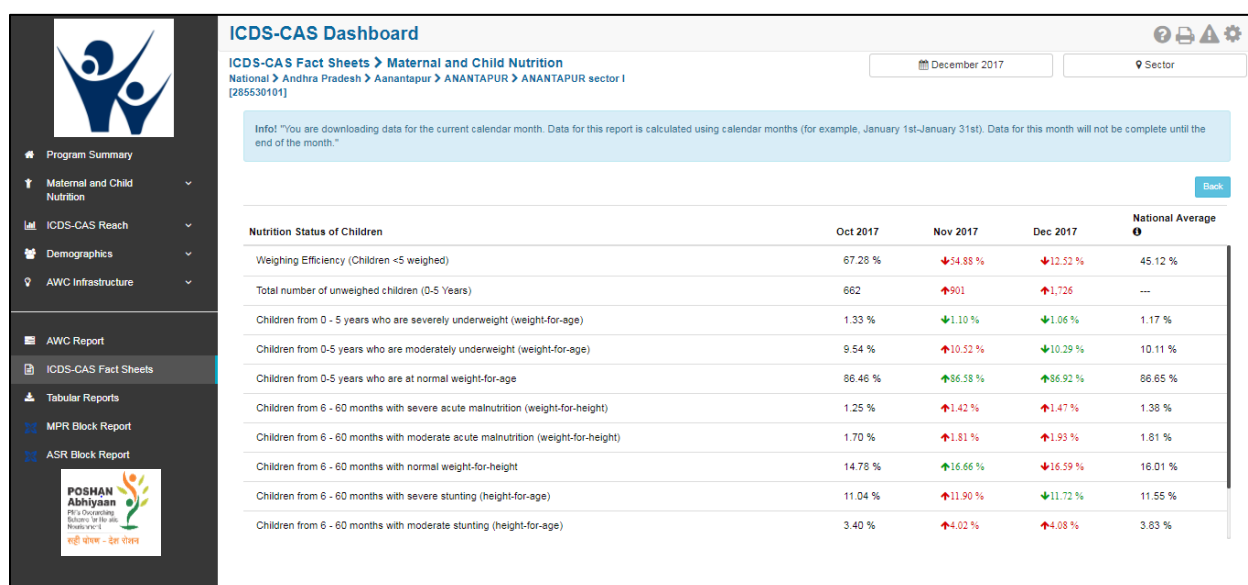 ICDS-CAS Dashboard
ICDS-CAS Fact Sheets > Maternal and Child Nutrition
National > Andhra Pradesh > Aanantapur > ANANTAPUR > ANANTAPUR sector I
[285530101]
December 2017
Sector
Info! "You are downloading data for the current calendar month. Data for this report is calculated using calendar months (for example, January 1st-January 31st). Data for this month will not be complete until the
end of the month."
Back
Program Summary
Maternal and Child
Nutrition
ICDS-CAS Reach
Demographics
AWC Infrastructure
AWC Report
ICDS-CAS Fact Sheets
Tabular Reports
MPR Block Report
ASR Block Report
POSHAN
Abhiyaan
PM's Overarching
सही पोषण - देश रोशन
Nutrition Status of Children Oct 2017 Nov 2017 Dec 2017 National Average
Weighing Efficiency (Children <5 weighed) 67.28 % ↓54.88 % ↓12.52 % 45.12 %
Total number of unweighed children (0-5 Years) 662 ↑901 ↑1,726 ---
Children from 0 - 5 years who are severely underweight (weight-for-age) 1.33 % ↓1.10 % ↓1.06 % 1.17 %
Children from 0-5 years who are moderately underweight (weight-for-age) 9.54 % ↑10.52 % ↓10.29 % 10.11 %
Children from 0-5 years who are at normal weight-for-age 86.46 % ↑86.58 % ↑86.92 % 86.65 %
Children from 6 - 60 months with severe acute malnutrition (weight-for-height) 1.25 % ↑1.42 % ↑1.47 % 1.38 %
Children from 6 - 60 months with moderate acute malnutrition (weight-for-height) 1.70 % ↑1.81 % ↑1.93 % 1.81 %
Children from 6 - 60 months with normal weight-for-height 14.78 % ↑16.66 % ↓16.59 % 16.01 %
Children from 6 - 60 months with severe stunting (height-for-age) 11.04 % ↑11.90 % ↓11.72 % 11.55 %
Children from 6 - 60 months with moderate stunting (height-for-age) 3.40 % ↑4.02 % ↑4.08 % 3.83 %